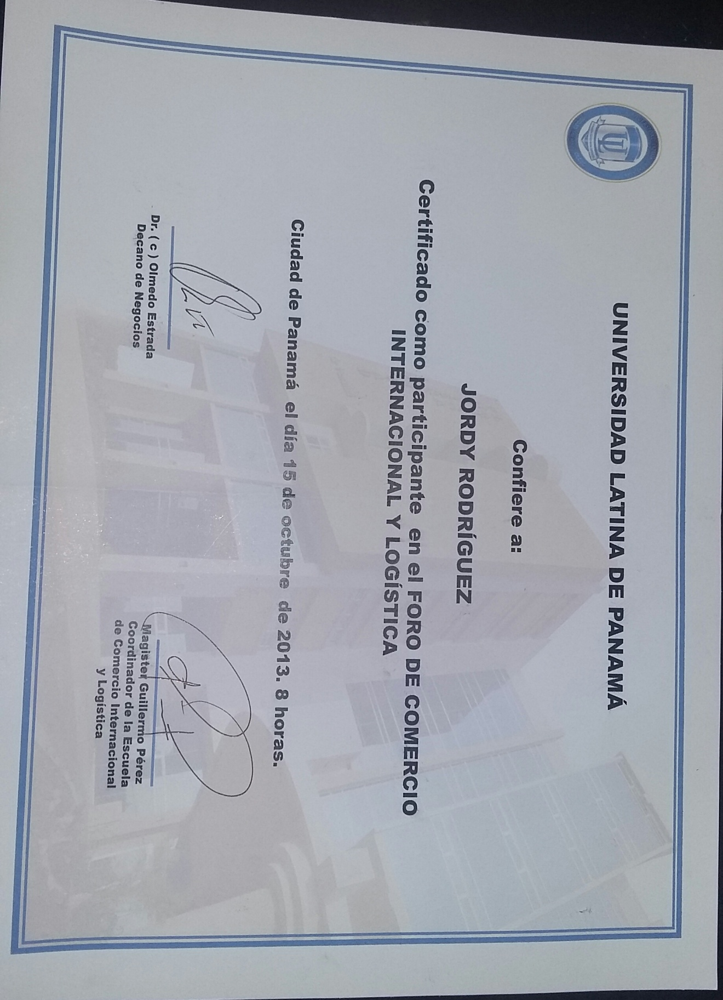 UNIVERSIDAD LATINA DE PANAMÁ
Confiere a:
JORDY RODRÍGUEZ
Certificado como participante en el FORO DE COMERCIO
INTERNACIONAL Y LOGÍSTICA
Ciudad de Panamá el día 15 de octubre de 2013. 8 horas.
Dr. ( c ) Olmedo Estrada
Decano de Negocios
Magister Guillermo Pérez
Coordinador de la Escuela
de Comercio Internacional
y Logística